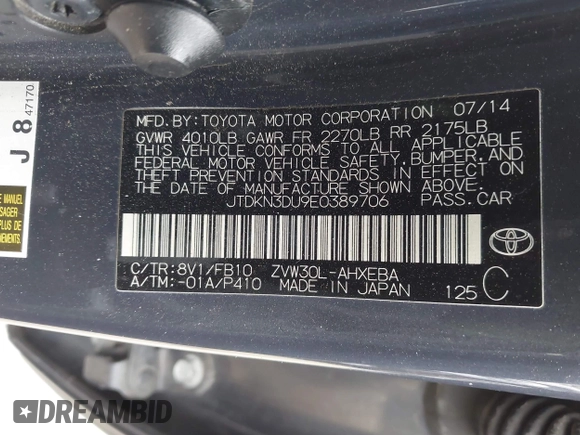 J 8 47170
MFD. BY: TOYOTA MOTOR CORPORATION 07/14
GVWR 4010LB GAWR FR 2270LB RR 2175LB
THIS VEHICLE CONFORMS TO ALL APPLICABLE
FEDERAL MOTOR VEHICLE SAFETY, BUMPER, AND
THEFT PREVENTION STANDARDS IN EFFECT ON
THE DATE OF MANUFACTURE SHOWN ABOVE.
JTDKN3DU9E0389706 PASS. CAR
C/TR: 8V1/FB10 ZVW30L-AHXEBA
A/TM: -01A/P410 MADE IN JAPAN 125 C
TOYOTA
DREAMBID